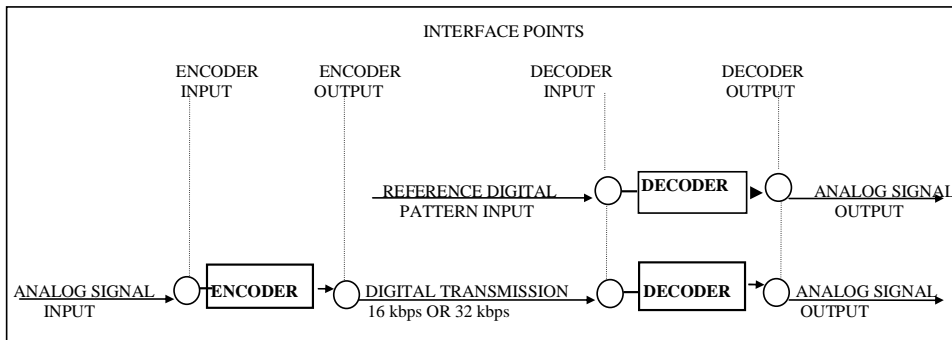 INTERFACE POINTS
ENCODER INPUT
ENCODER OUTPUT
DECODER INPUT
DECODER OUTPUT
REFERENCE DIGITAL PATTERN INPUT
DECODER
ANALOG SIGNAL OUTPUT
ANALOG SIGNAL INPUT
ENCODER
DIGITAL TRANSMISSION
16 kbps OR 32 kbps
DECODER
ANALOG SIGNAL OUTPUT